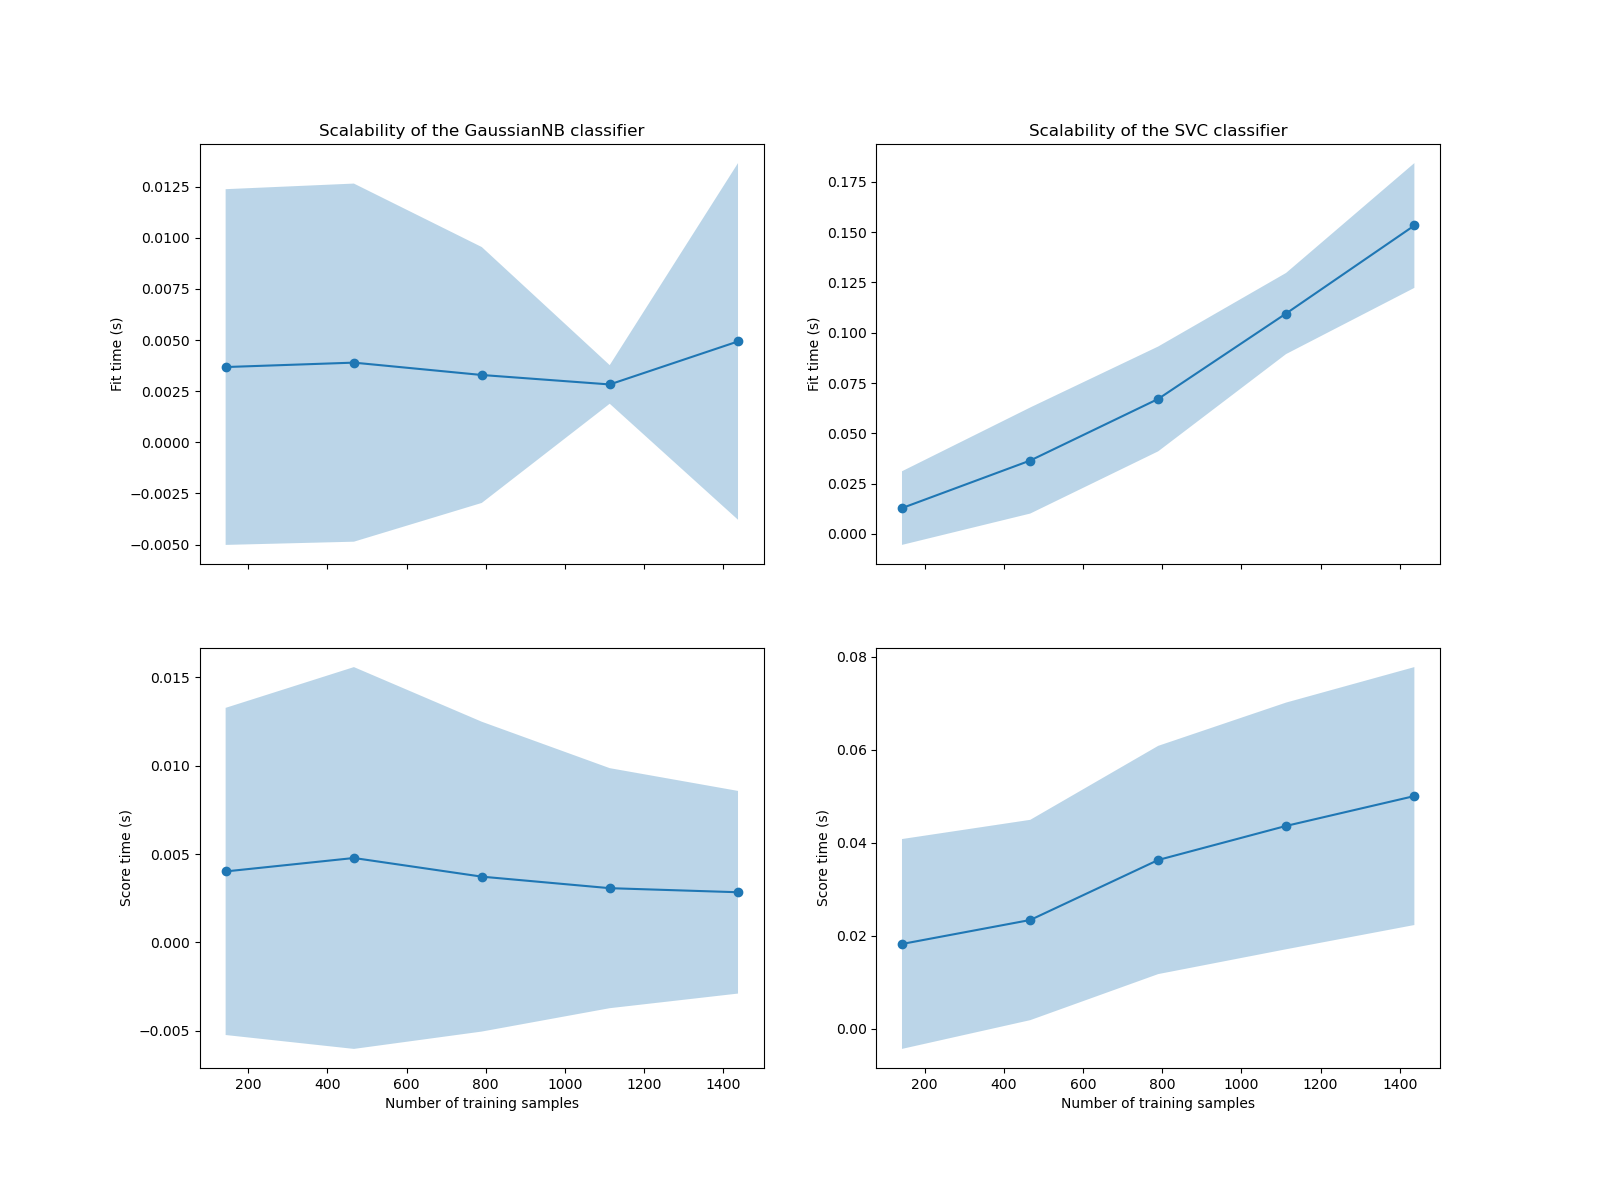 Scalability of the GaussianNB classifier
0.0125
0.0100
0.0075
0.0050
0.0025
0.0000
−0.0025
−0.0050
Fit time (s)
Scalability of the SVC classifier
0.175
0.150
0.125
0.100
0.075
0.050
0.025
0.000
Fit time (s)
0.015
0.010
0.005
0.000
−0.005
Score time (s)
200 400 600 800 1000 1200 1400
Number of training samples
0.08
0.06
0.04
0.02
0.00
Score time (s)
200 400 600 800 1000 1200 1400
Number of training samples